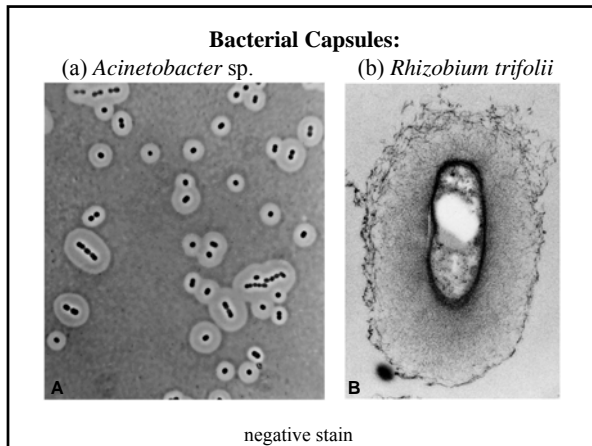 Bacterial Capsules:
(a) Acinetobacter sp.
(b) Rhizobium trifolii
A
B
negative stain